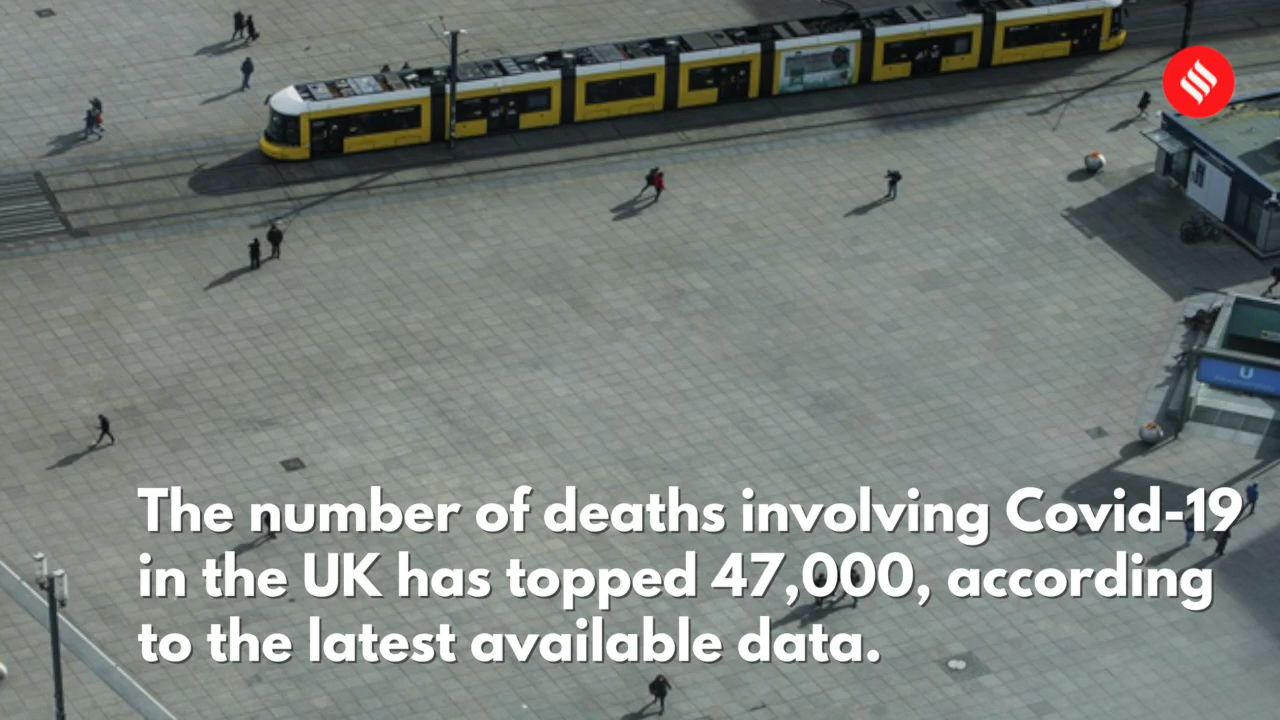 U
The number of deaths involving Covid-19
in the UK has topped 47,000, according
to the latest available data.